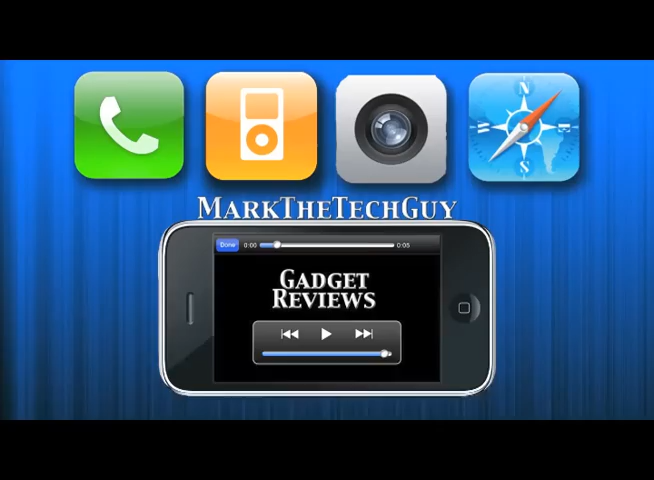 N
S
MARKTHETECHGUY
Done 0:00 0:05
GADGET
REVIEWS